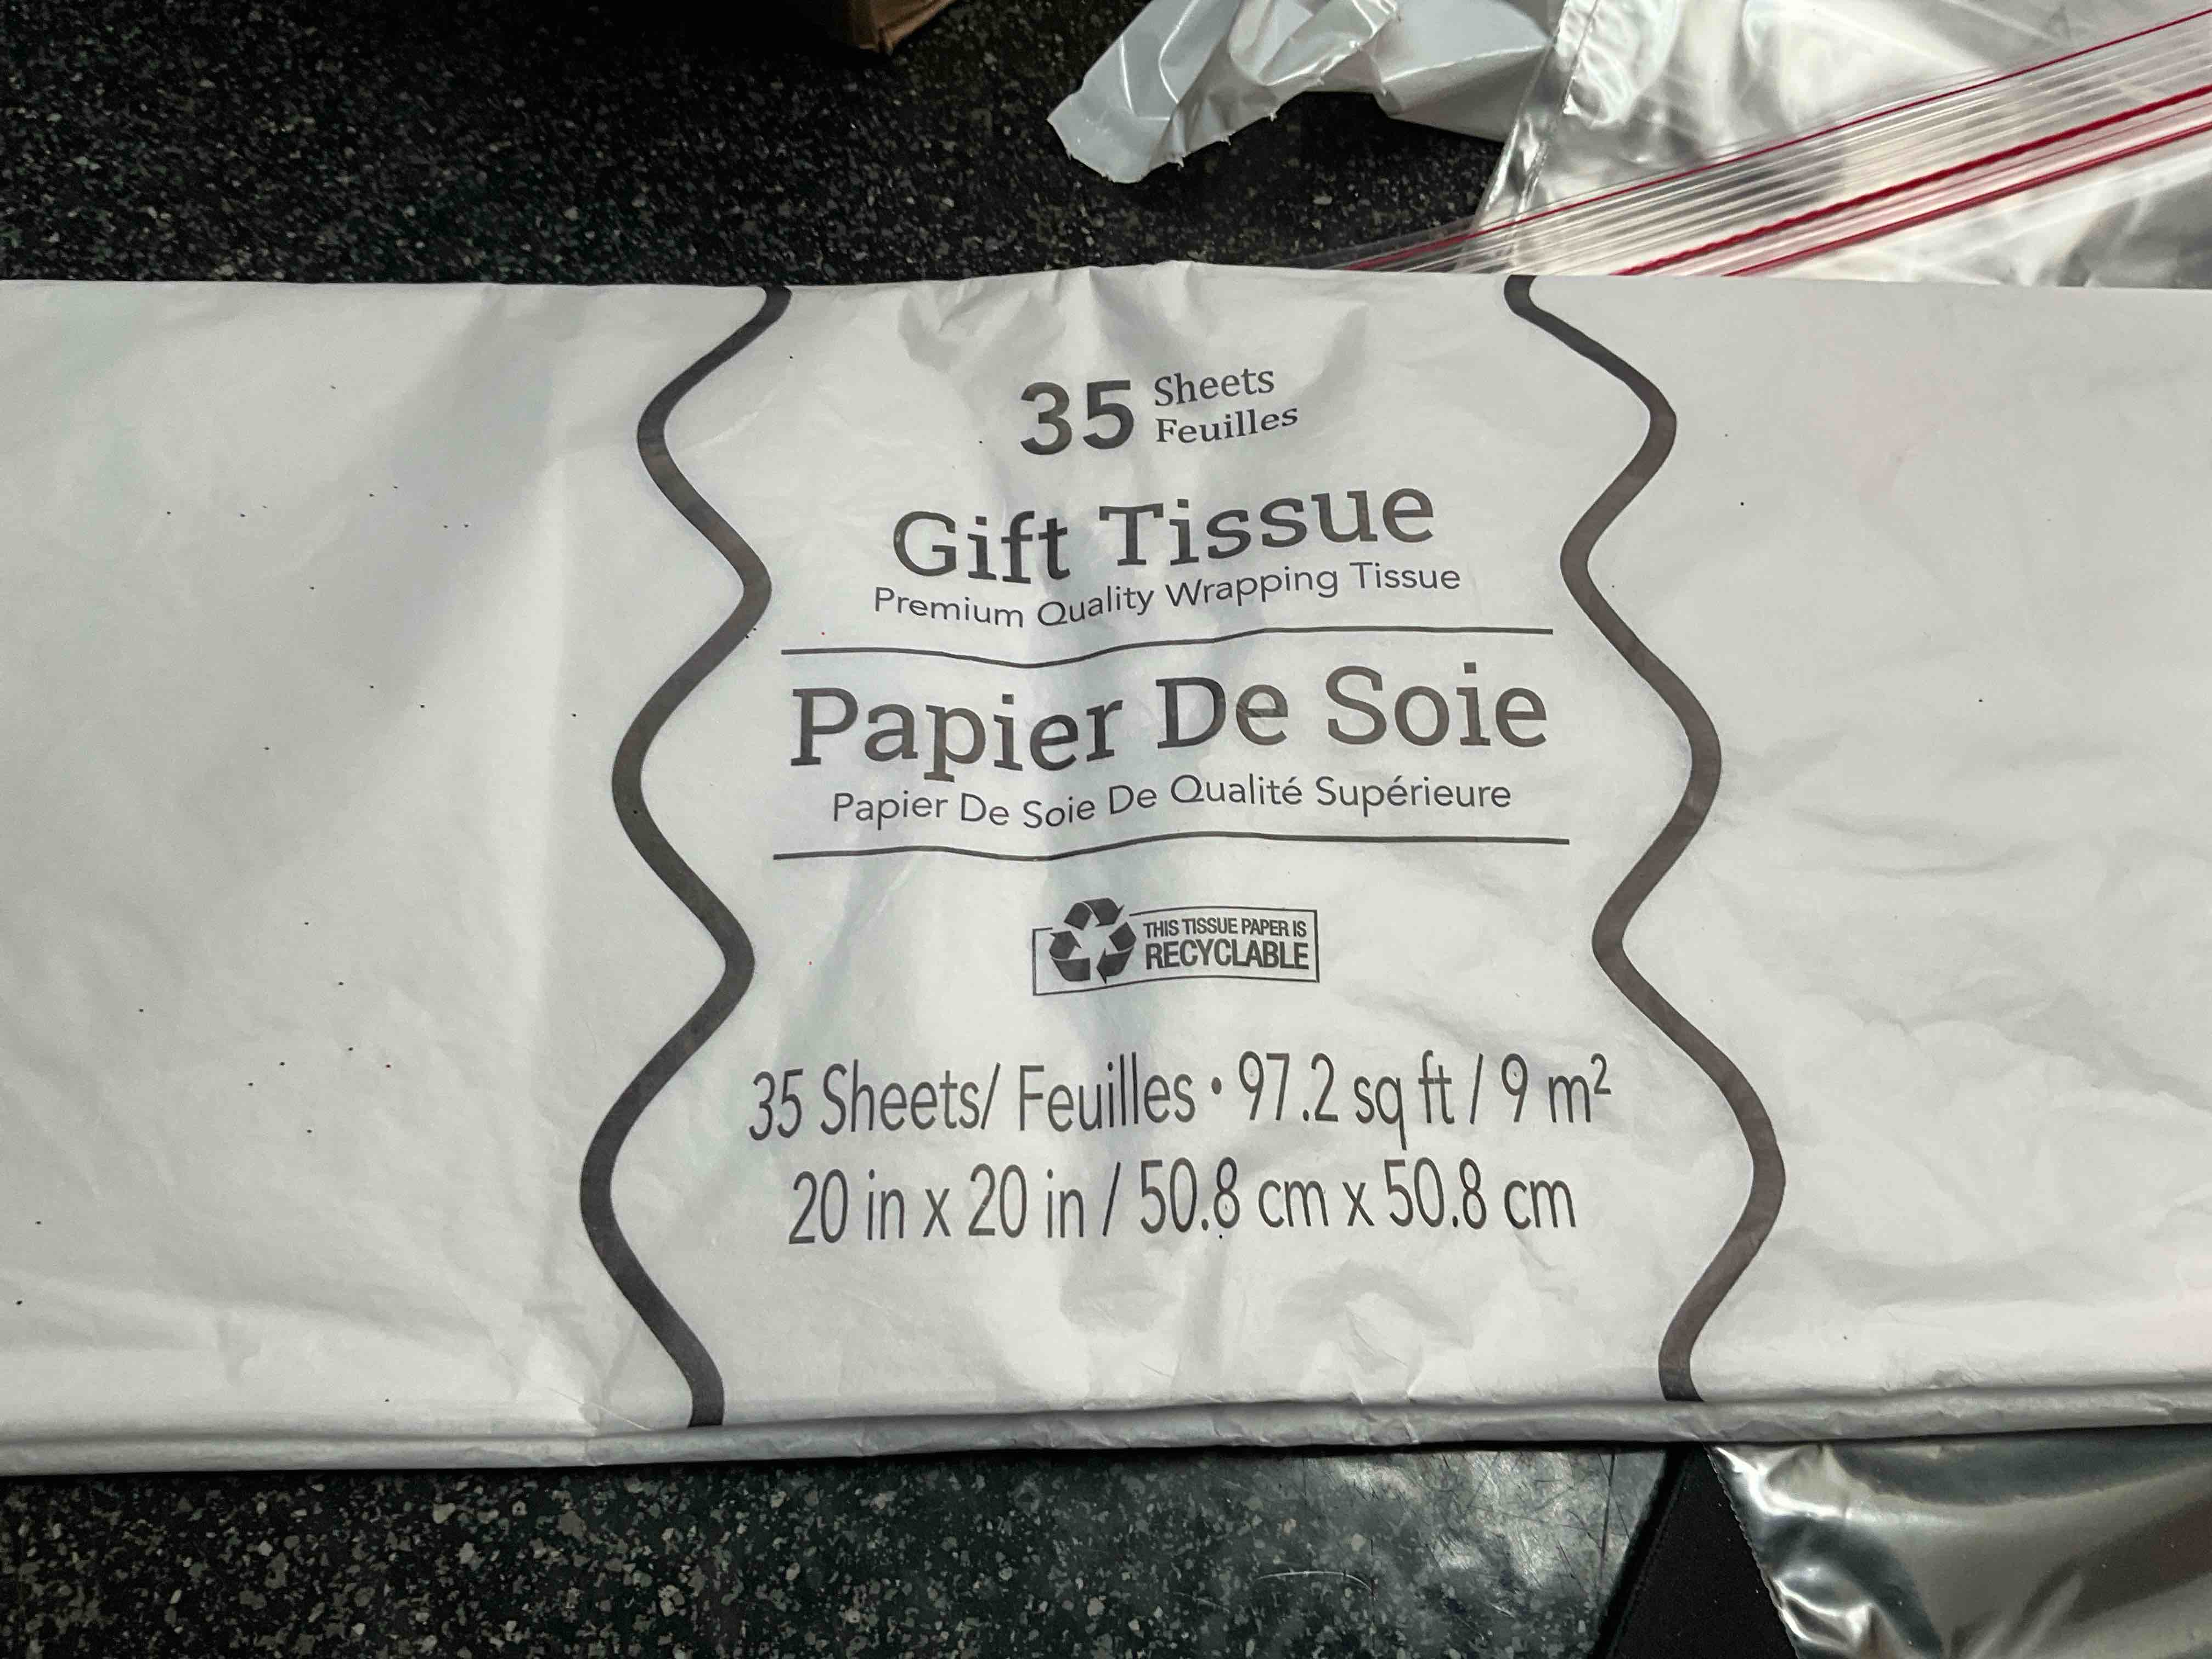 35 Sheets
Feuilles
Gift Tissue
Premium Quality Wrapping Tissue
Papier De Soie
Papier De Soie De Qualité Supérieure
THIS TISSUE PAPER IS
RECYCLABLE
35 Sheets/ Feuilles • 97.2 sq ft / 9 m²
20 in x 20 in / 50.8 cm x 50.8 cm